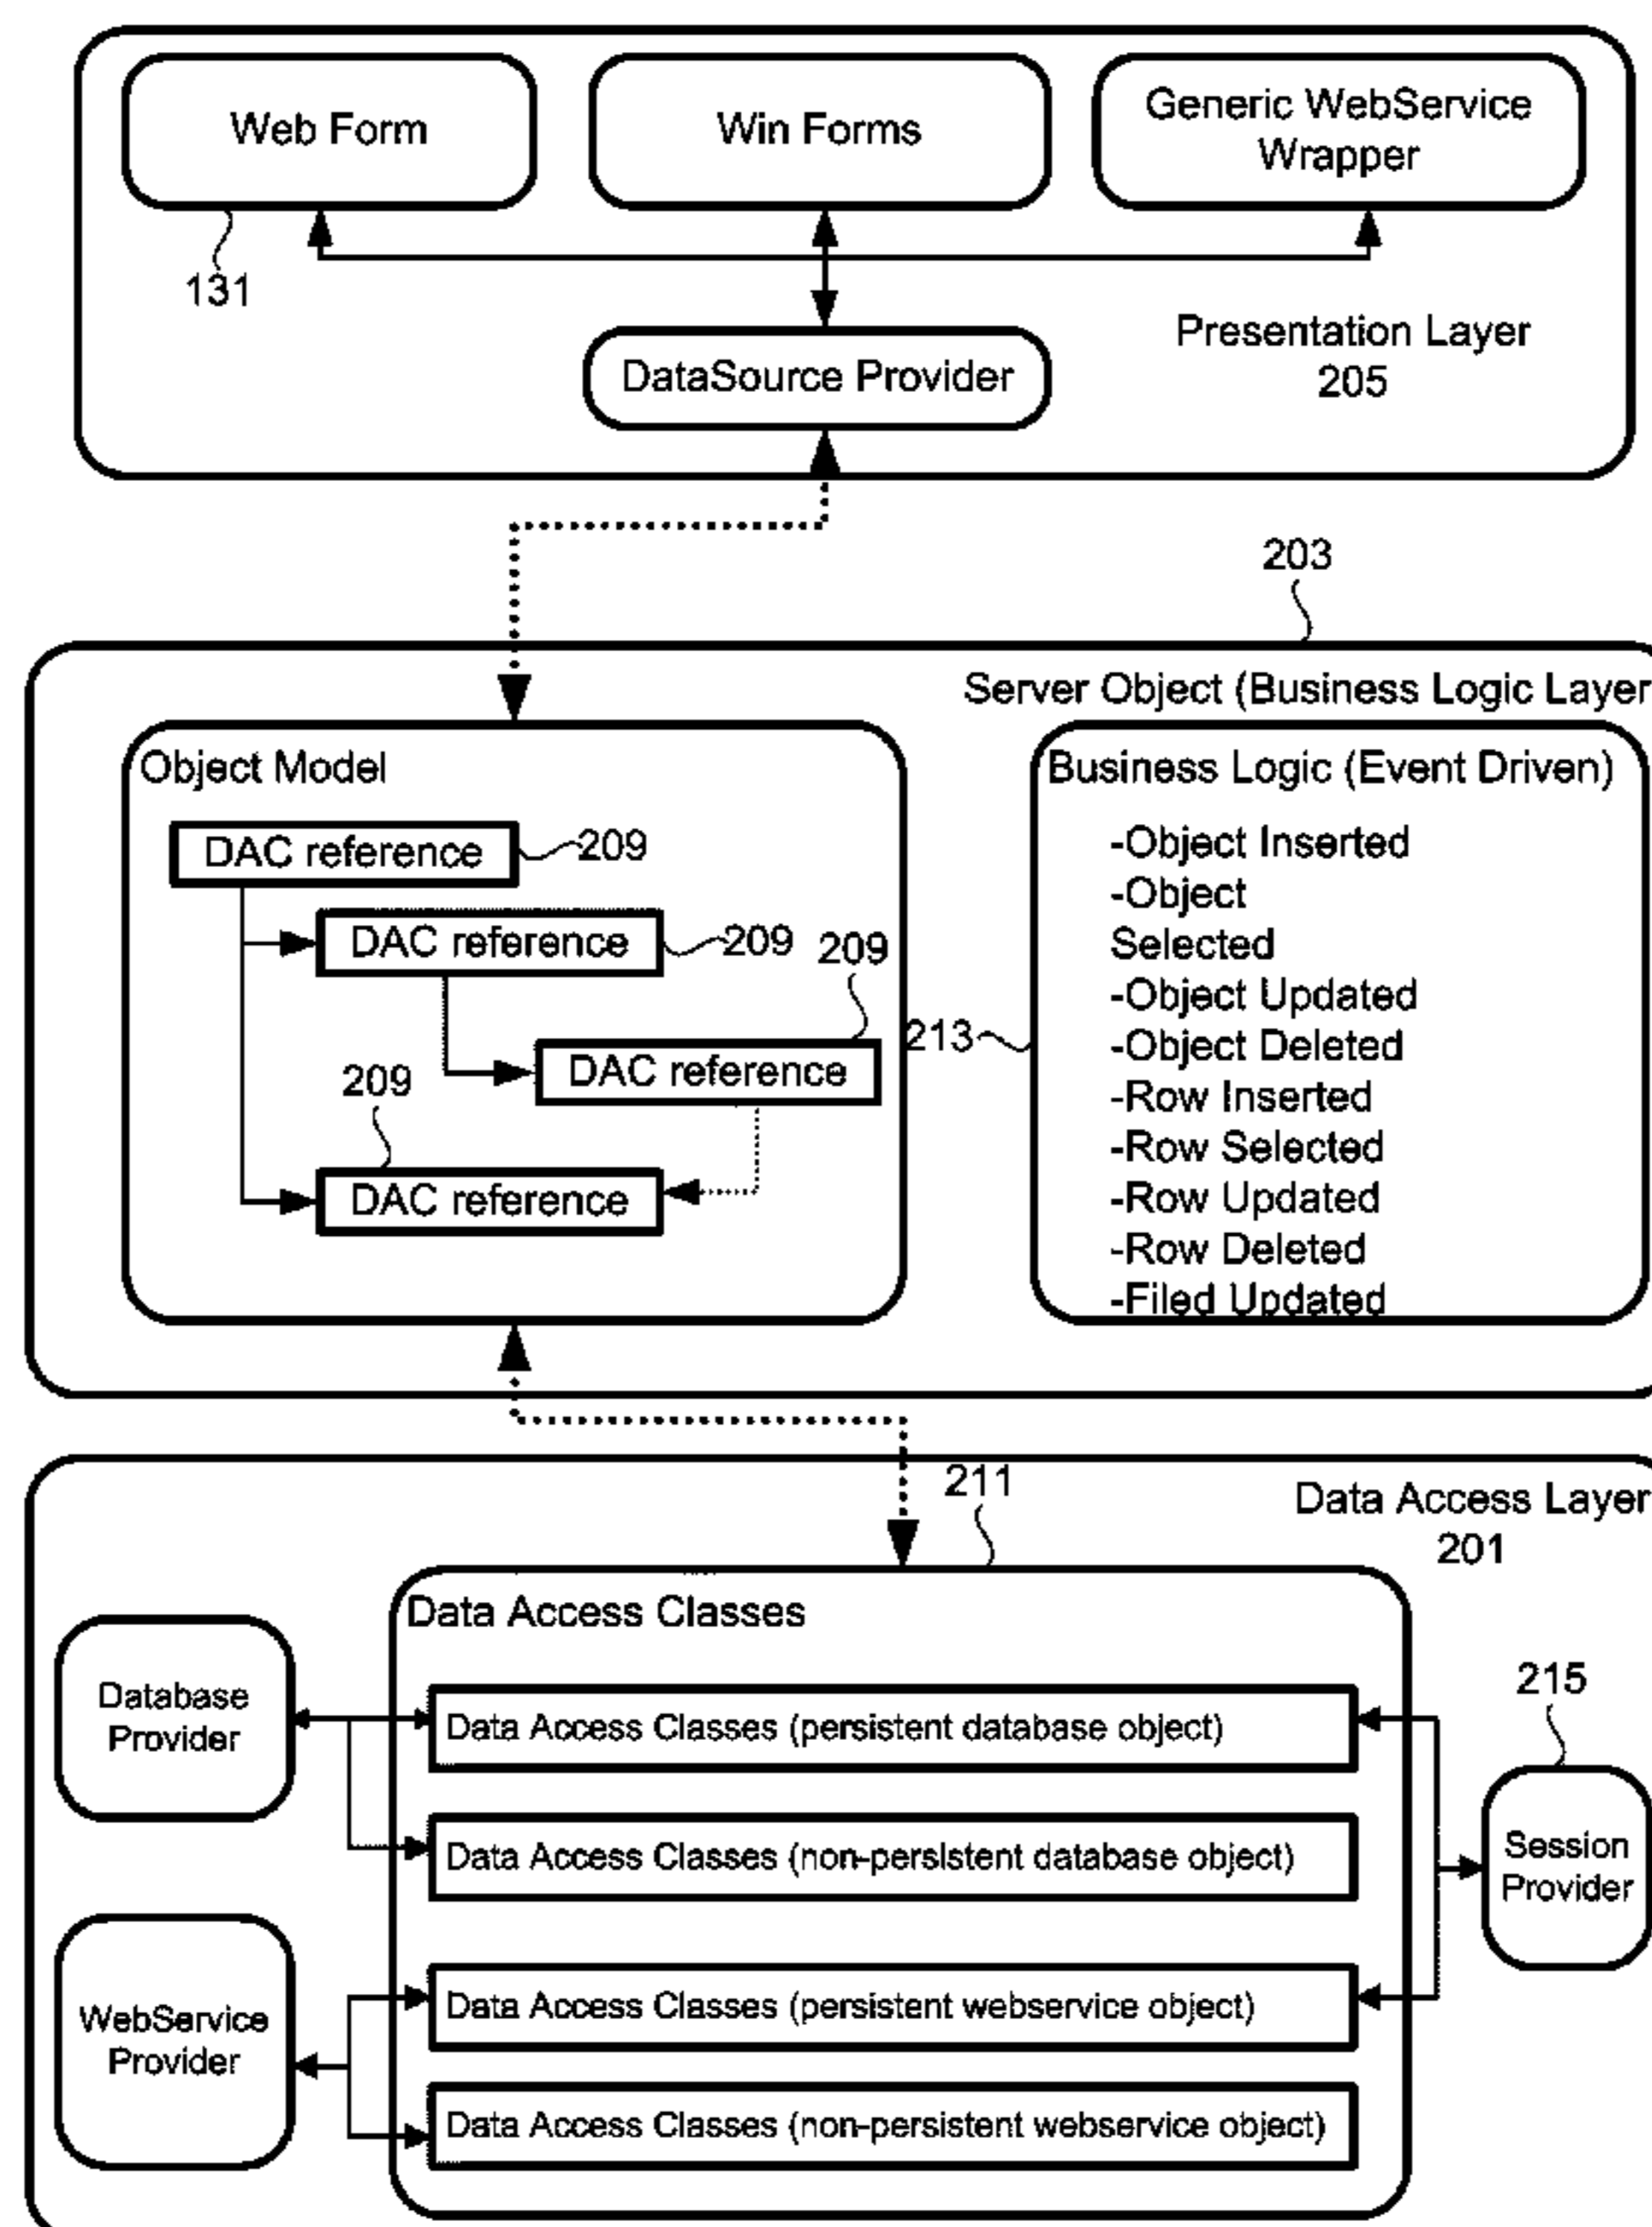 Web Form
Win Forms
Generic WebService
Wrapper
131
Presentation Layer
205
DataSource Provider
203
Server Object (Business Logic Layer
Object Model
DAC reference
209
DAC reference
209
209
DAC reference
209
DAC reference
213
Business Logic (Event Driven)
-Object Inserted
-Object
Selected
-Object Updated
-Object Deleted
-Row Inserted
-Row Selected
-Row Updated
-Row Deleted
-Filed Updated
211
Data Access Layer
201
Data Access Classes
Database
Provider
Data Access Classes (persistent database object)
Data Access Classes (non-persistent database object)
215
Session
Provider
WebService
Provider
Data Access Classes (persistent webservice object)
Data Access Classes (non-persistent webservice object)